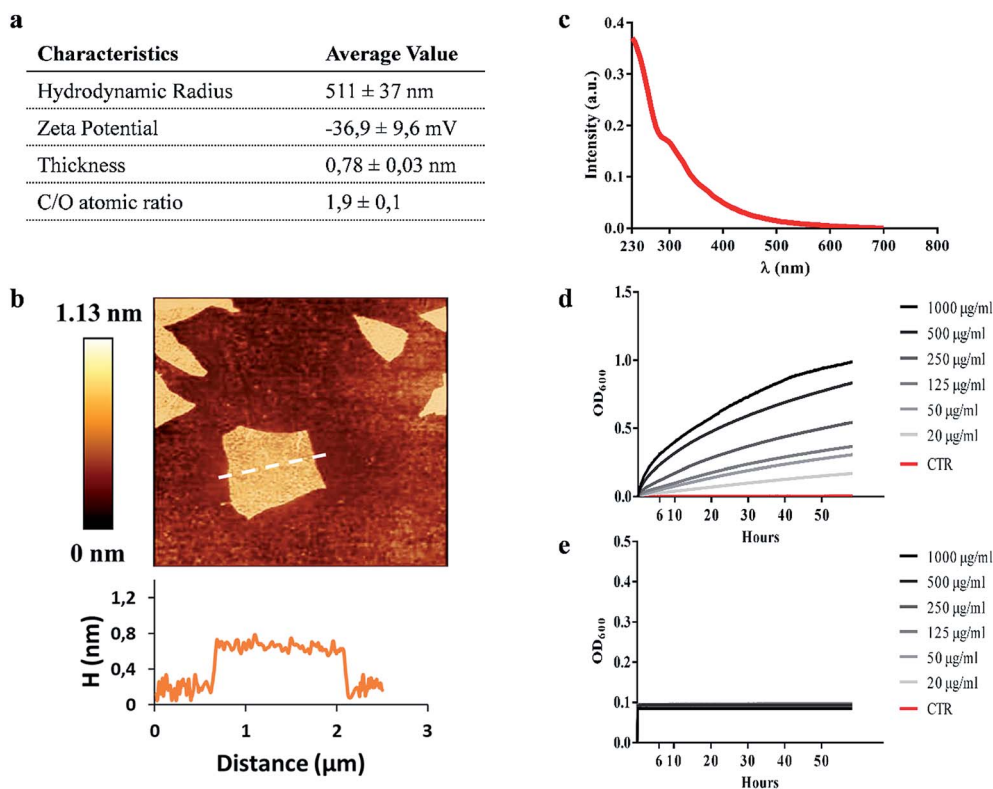 a
Characteristics Average Value
Hydrodynamic Radius 511 ± 37 nm
Zeta Potential -36,9 ± 9,6 mV
Thickness 0,78 ± 0,03 nm
C/O atomic ratio 1,9 ± 0,1
b
1.13 nm
0 nm
H (nm)
1,2
0,8
0,4
0
0 1 2 3
Distance (µm)
c
Intensity (a.u.)
0.4
0.3
0.2
0.1
0.0
230 300 400 500 600 700 800
λ (nm)
d
OD600
1.5
1.0
0.5
0.0
6 10 20 30 40 50
Hours
1000 µg/ml
500 µg/ml
250 µg/ml
125 µg/ml
50 µg/ml
20 µg/ml
CTR
e
OD600
0.5
0.4
0.3
0.2
0.1
0.0
6 10 20 30 40 50
Hours
1000 µg/ml
500 µg/ml
250 µg/ml
125 µg/ml
50 µg/ml
20 µg/ml
CTR